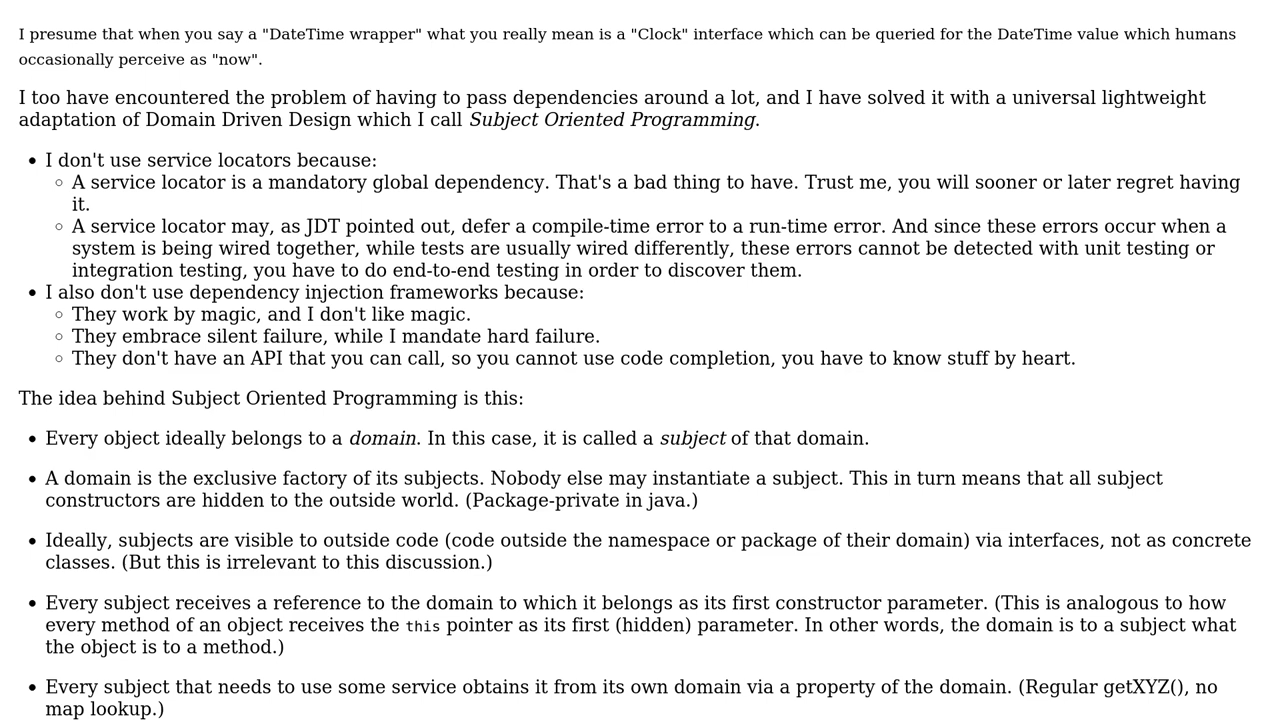 I presume that when you say a "DateTime wrapper" what you really mean is a "Clock" interface which can be queried for the DateTime value which humans
occasionally perceive as "now".
I too have encountered the problem of having to pass dependencies around a lot, and I have solved it with a universal lightweight
adaptation of Domain Driven Design which I call Subject Oriented Programming.
• I don't use service locators because:
◦ A service locator is a mandatory global dependency. That's a bad thing to have. Trust me, you will sooner or later regret having
it.
◦ A service locator may, as JDT pointed out, defer a compile-time error to a run-time error. And since these errors occur when a
system is being wired together, while tests are usually wired differently, these errors cannot be detected with unit testing or
integration testing, you have to do end-to-end testing in order to discover them.
• I also don't use dependency injection frameworks because:
◦ They work by magic, and I don't like magic.
◦ They embrace silent failure, while I mandate hard failure.
◦ They don't have an API that you can call, so you cannot use code completion, you have to know stuff by heart.
The idea behind Subject Oriented Programming is this:
• Every object ideally belongs to a domain. In this case, it is called a subject of that domain.
• A domain is the exclusive factory of its subjects. Nobody else may instantiate a subject. This in turn means that all subject
constructors are hidden to the outside world. (Package-private in java.)
• Ideally, subjects are visible to outside code (code outside the namespace or package of their domain) via interfaces, not as concrete
classes. (But this is irrelevant to this discussion.)
• Every subject receives a reference to the domain to which it belongs as its first constructor parameter. (This is analogous to how
every method of an object receives the this pointer as its first (hidden) parameter. In other words, the domain is to a subject what
the object is to a method.)
• Every subject that needs to use some service obtains it from its own domain via a property of the domain. (Regular getXYZ(), no
map lookup.)